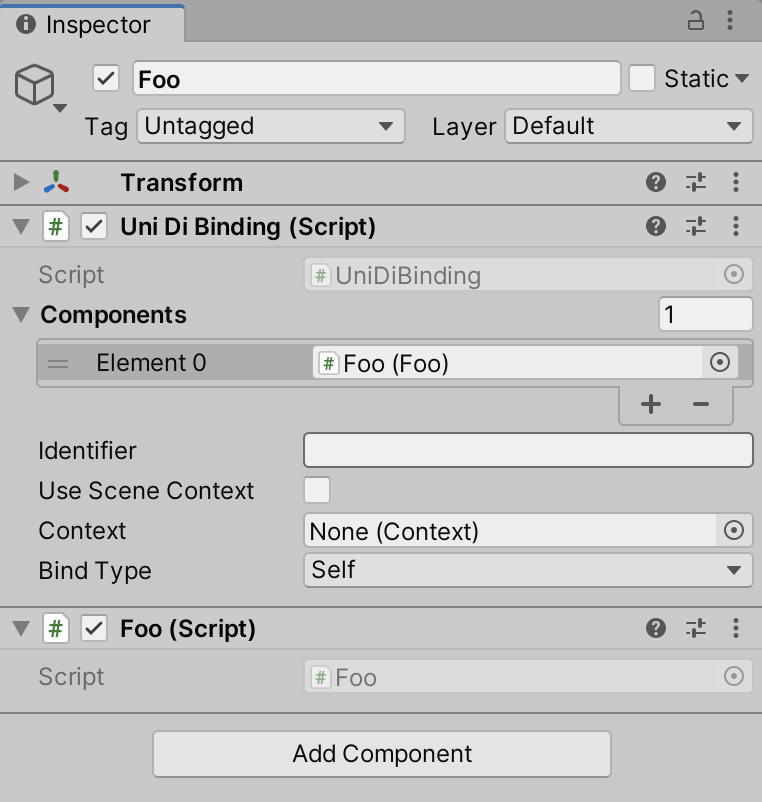 Inspector
Foo Static
Tag Untagged Layer Default
Transform
# Uni Di Binding (Script)
Script # UniDiBinding
Components 1
Element 0 # Foo (Foo)
+ −
Identifier
Use Scene Context
Context None (Context)
Bind Type Self
# Foo (Script)
Script # Foo
Add Component